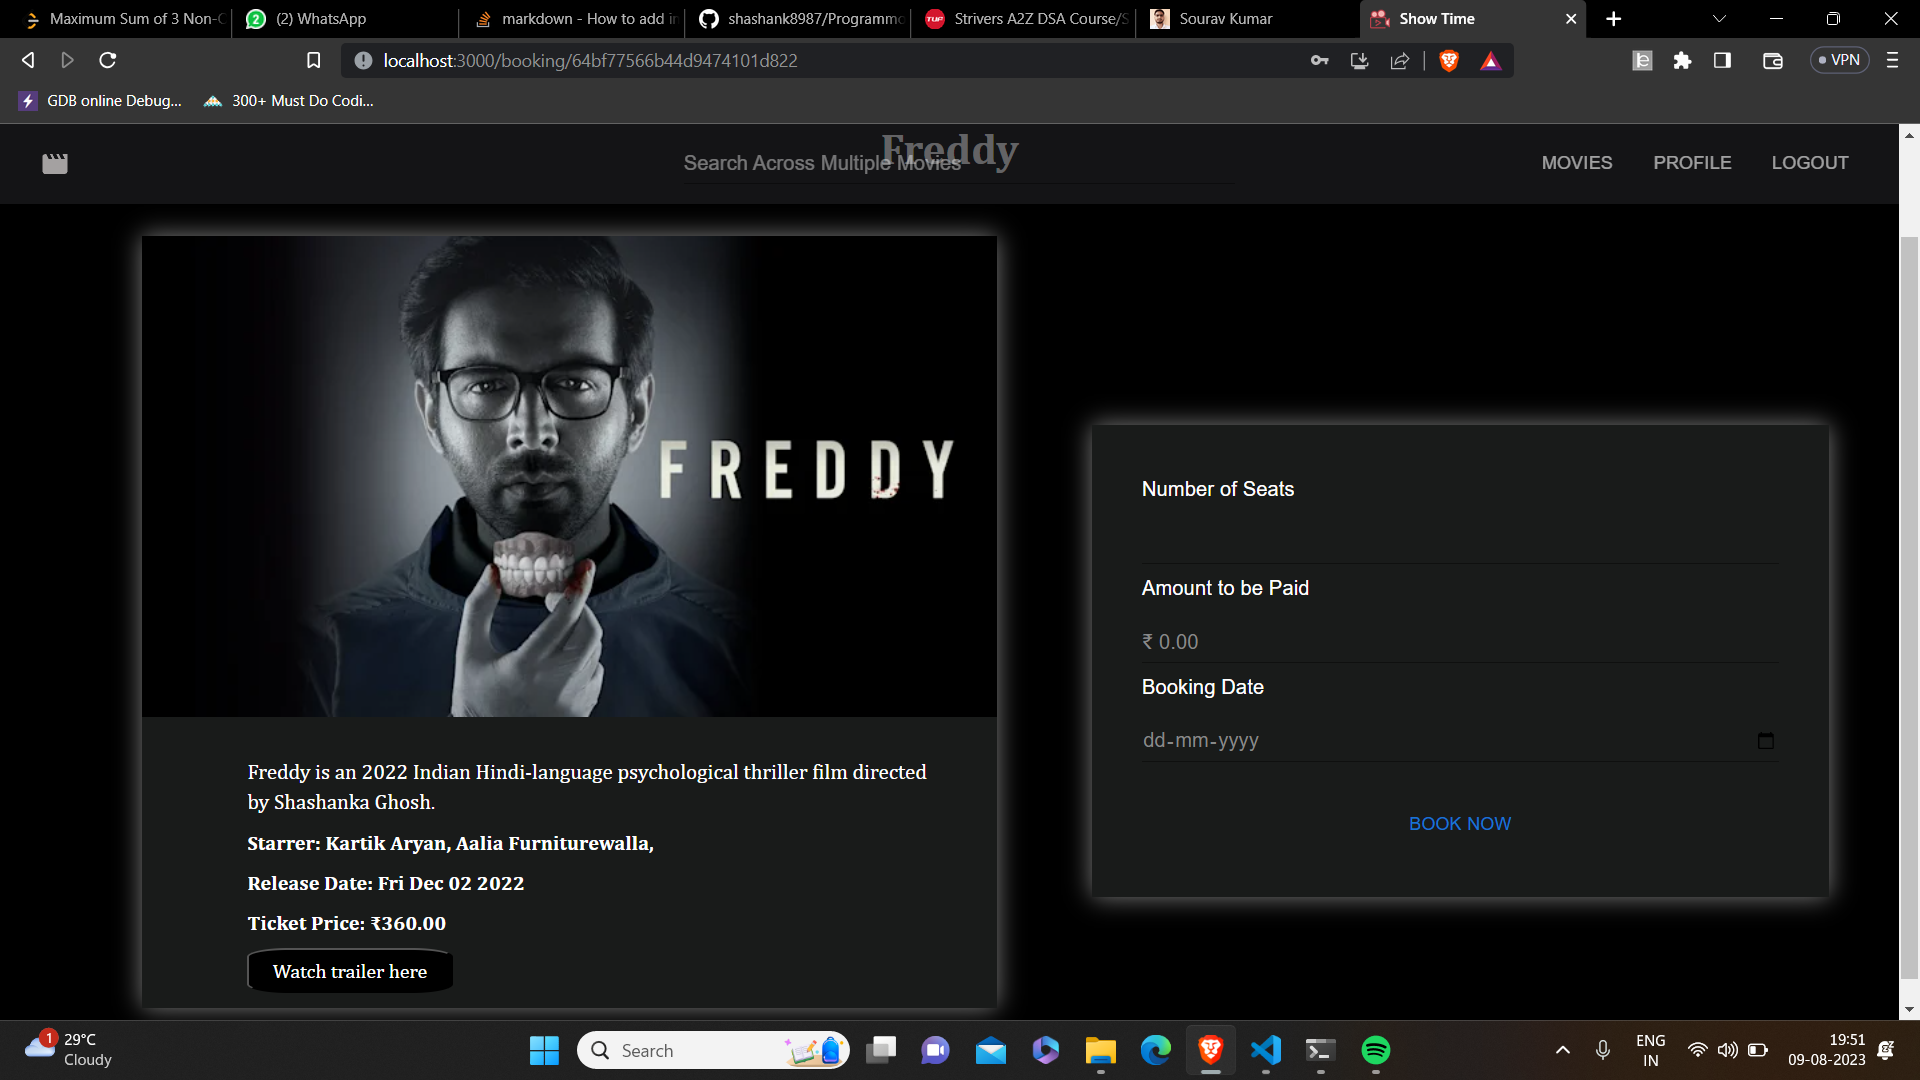 Maximum Sum of 3 Non-O
(2) WhatsApp
markdown - How to add in
shashank8987/Programmo
Strivers A2Z DSA Course/S
Sourav Kumar
Show Time
localhost:3000/booking/64bf77566b44d9474101d822
VPN
GDB online Debug...
300+ Must Do Codi...
Freddy
Search Across Multiple Movies
MOVIES
PROFILE
LOGOUT
FREDDY
Freddy is an 2022 Indian Hindi-language psychological thriller film directed
by Shashanka Ghosh.
Starrer: Kartik Aryan, Aalia Furniturewalla,
Release Date: Fri Dec 02 2022
Ticket Price: ₹360.00
Watch trailer here
Number of Seats
Amount to be Paid
₹ 0.00
Booking Date
dd-mm-yyyy
BOOK NOW
1
29°C
Cloudy
Search
ENG
IN
19:51
09-08-2023